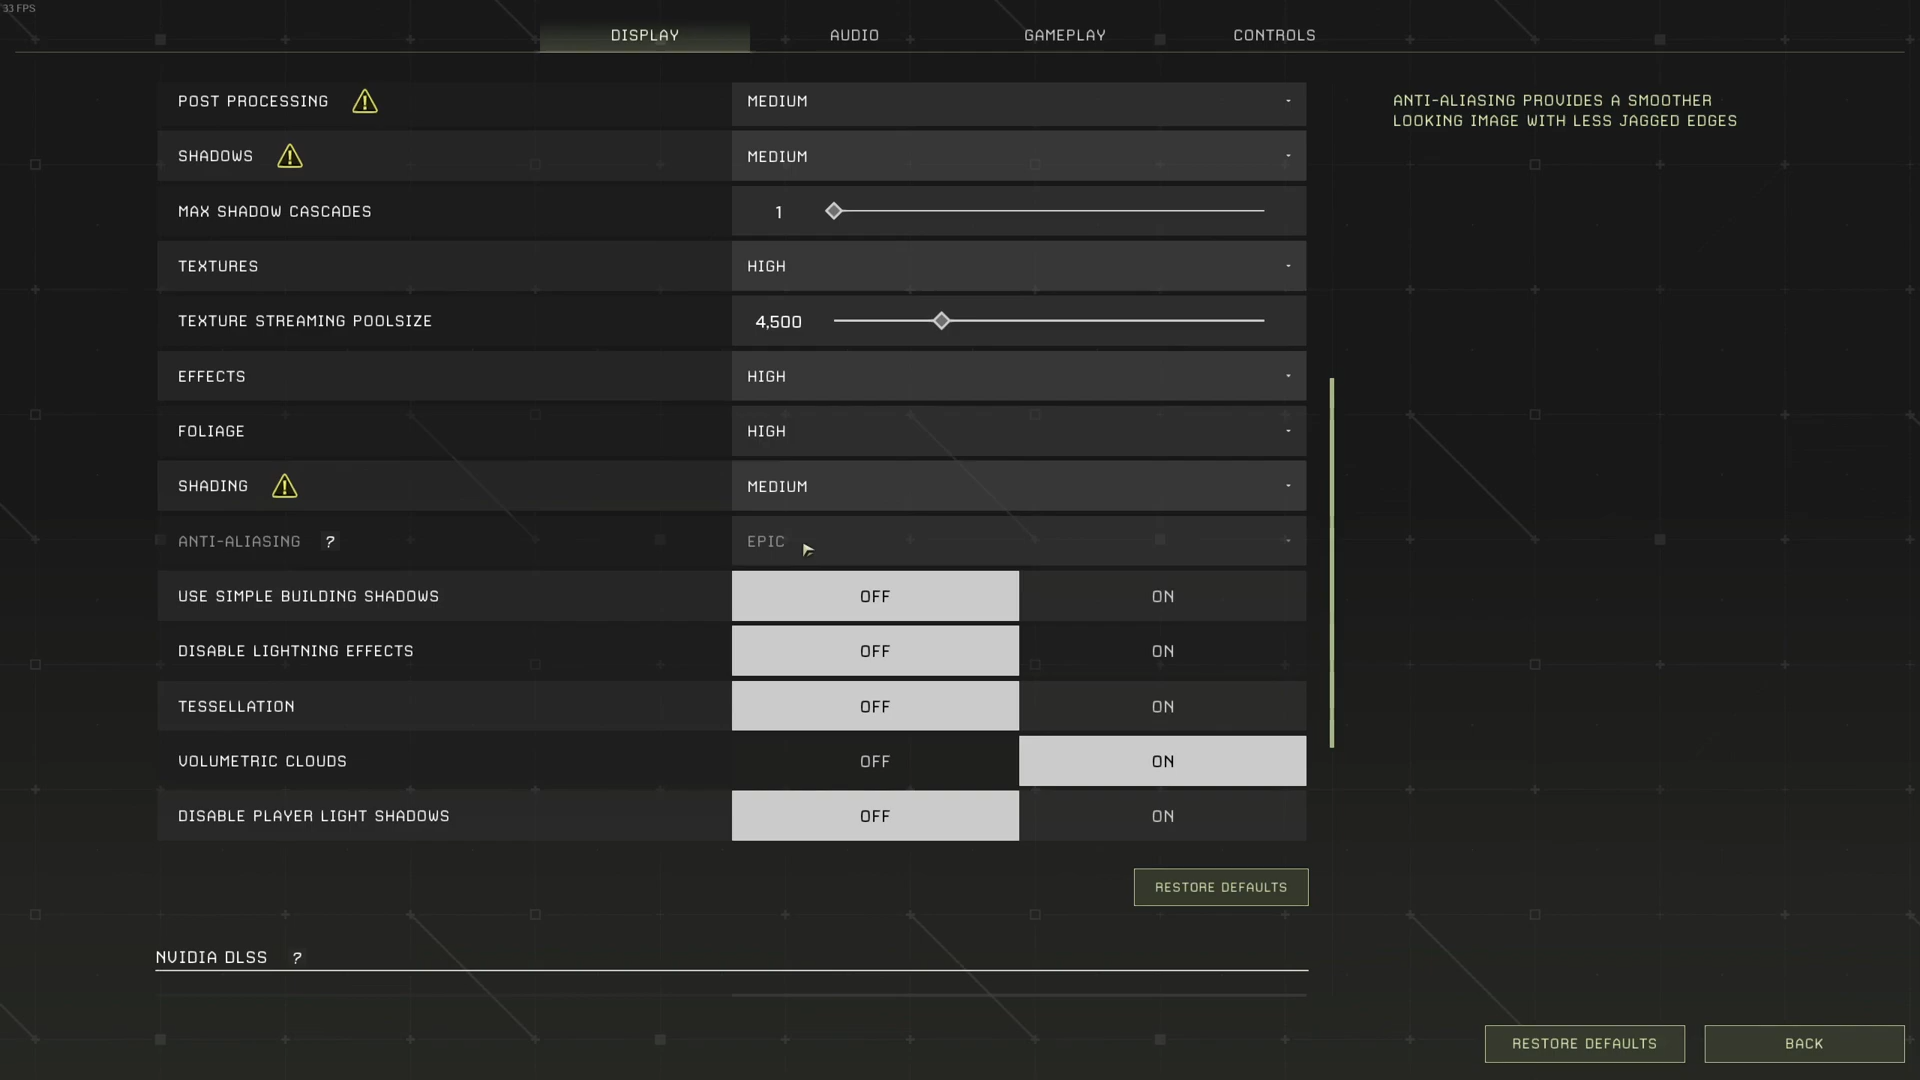 33 FPS
DISPLAY
AUDIO
GAMEPLAY
CONTROLS
POST PROCESSING
MEDIUM
ANTI-ALIASING PROVIDES A SMOOTHER
LOOKING IMAGE WITH LESS JAGGED EDGES
SHADOWS
MEDIUM
MAX SHADOW CASCADES
1
TEXTURES
HIGH
TEXTURE STREAMING POOLSIZE
4,500
EFFECTS
HIGH
FOLIAGE
HIGH
SHADING
MEDIUM
ANTI-ALIASING ?
EPIC
USE SIMPLE BUILDING SHADOWS
OFF
ON
DISABLE LIGHTNING EFFECTS
OFF
ON
TESSELLATION
OFF
ON
VOLUMETRIC CLOUDS
OFF
ON
DISABLE PLAYER LIGHT SHADOWS
OFF
ON
RESTORE DEFAULTS
NVIDIA DLSS ?
RESTORE DEFAULTS
BACK